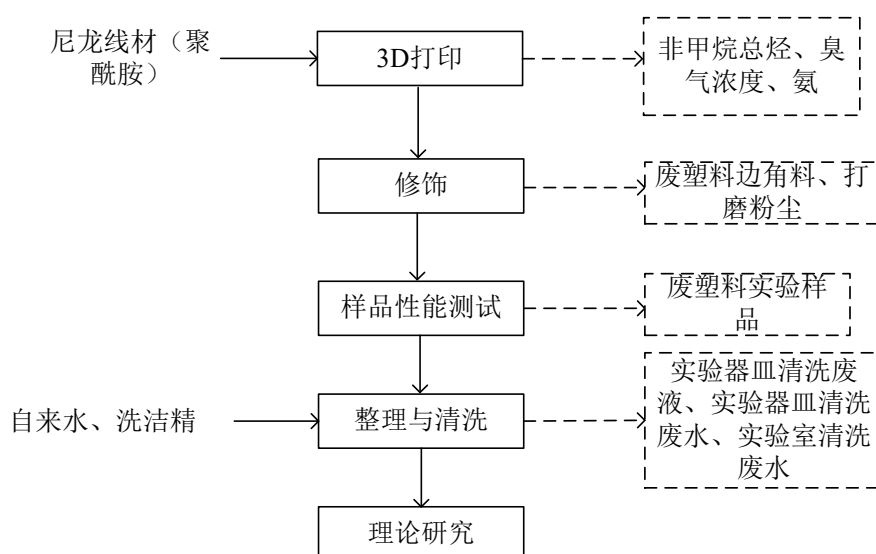 尼龙线材（聚
酰胺）
3D打印
非甲烷总烃、臭
气浓度、氨
修饰
废塑料边角料、打
磨粉尘
样品性能测试
废塑料实验样
品
自来水、洗洁精
整理与清洗
实验器皿清洗废
液、实验器皿清洗
废水、实验室清洗
废水
理论研究